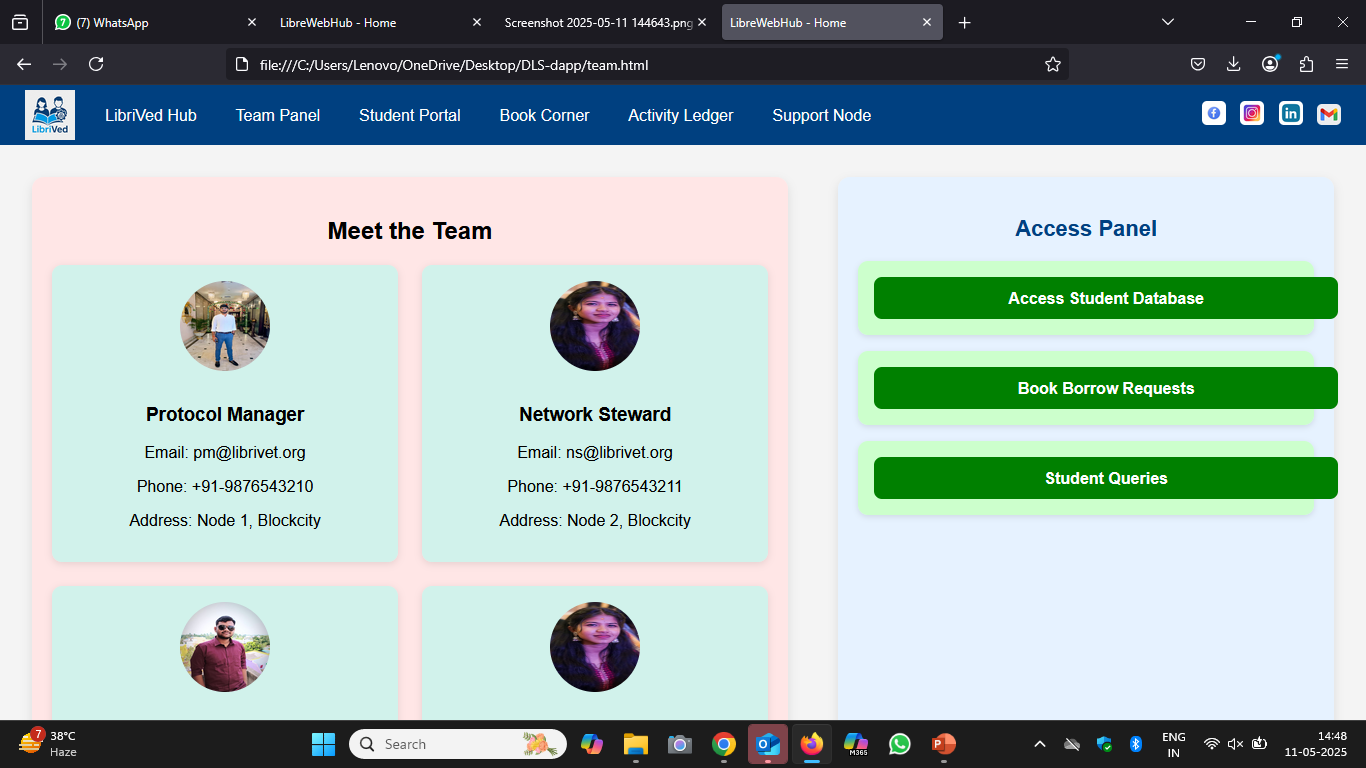 7
(7) WhatsApp
LibreWebHub - Home
Screenshot 2025-05-11 144643.png
LibreWebHub - Home
file:///C:/Users/Lenovo/OneDrive/Desktop/DLS-dapp/team.html
LibriVed
LibriVed Hub
Team Panel
Student Portal
Book Corner
Activity Ledger
Support Node
f
in
M
Meet the Team
Protocol Manager
Email: pm@librivet.org
Phone: +91-9876543210
Address: Node 1, Blockcity
Network Steward
Email: ns@librivet.org
Phone: +91-9876543211
Address: Node 2, Blockcity
Access Panel
Access Student Database
Book Borrow Requests
Student Queries
7
38°C
Haze
Search
M365
ENG
IN
14:48
11-05-2025